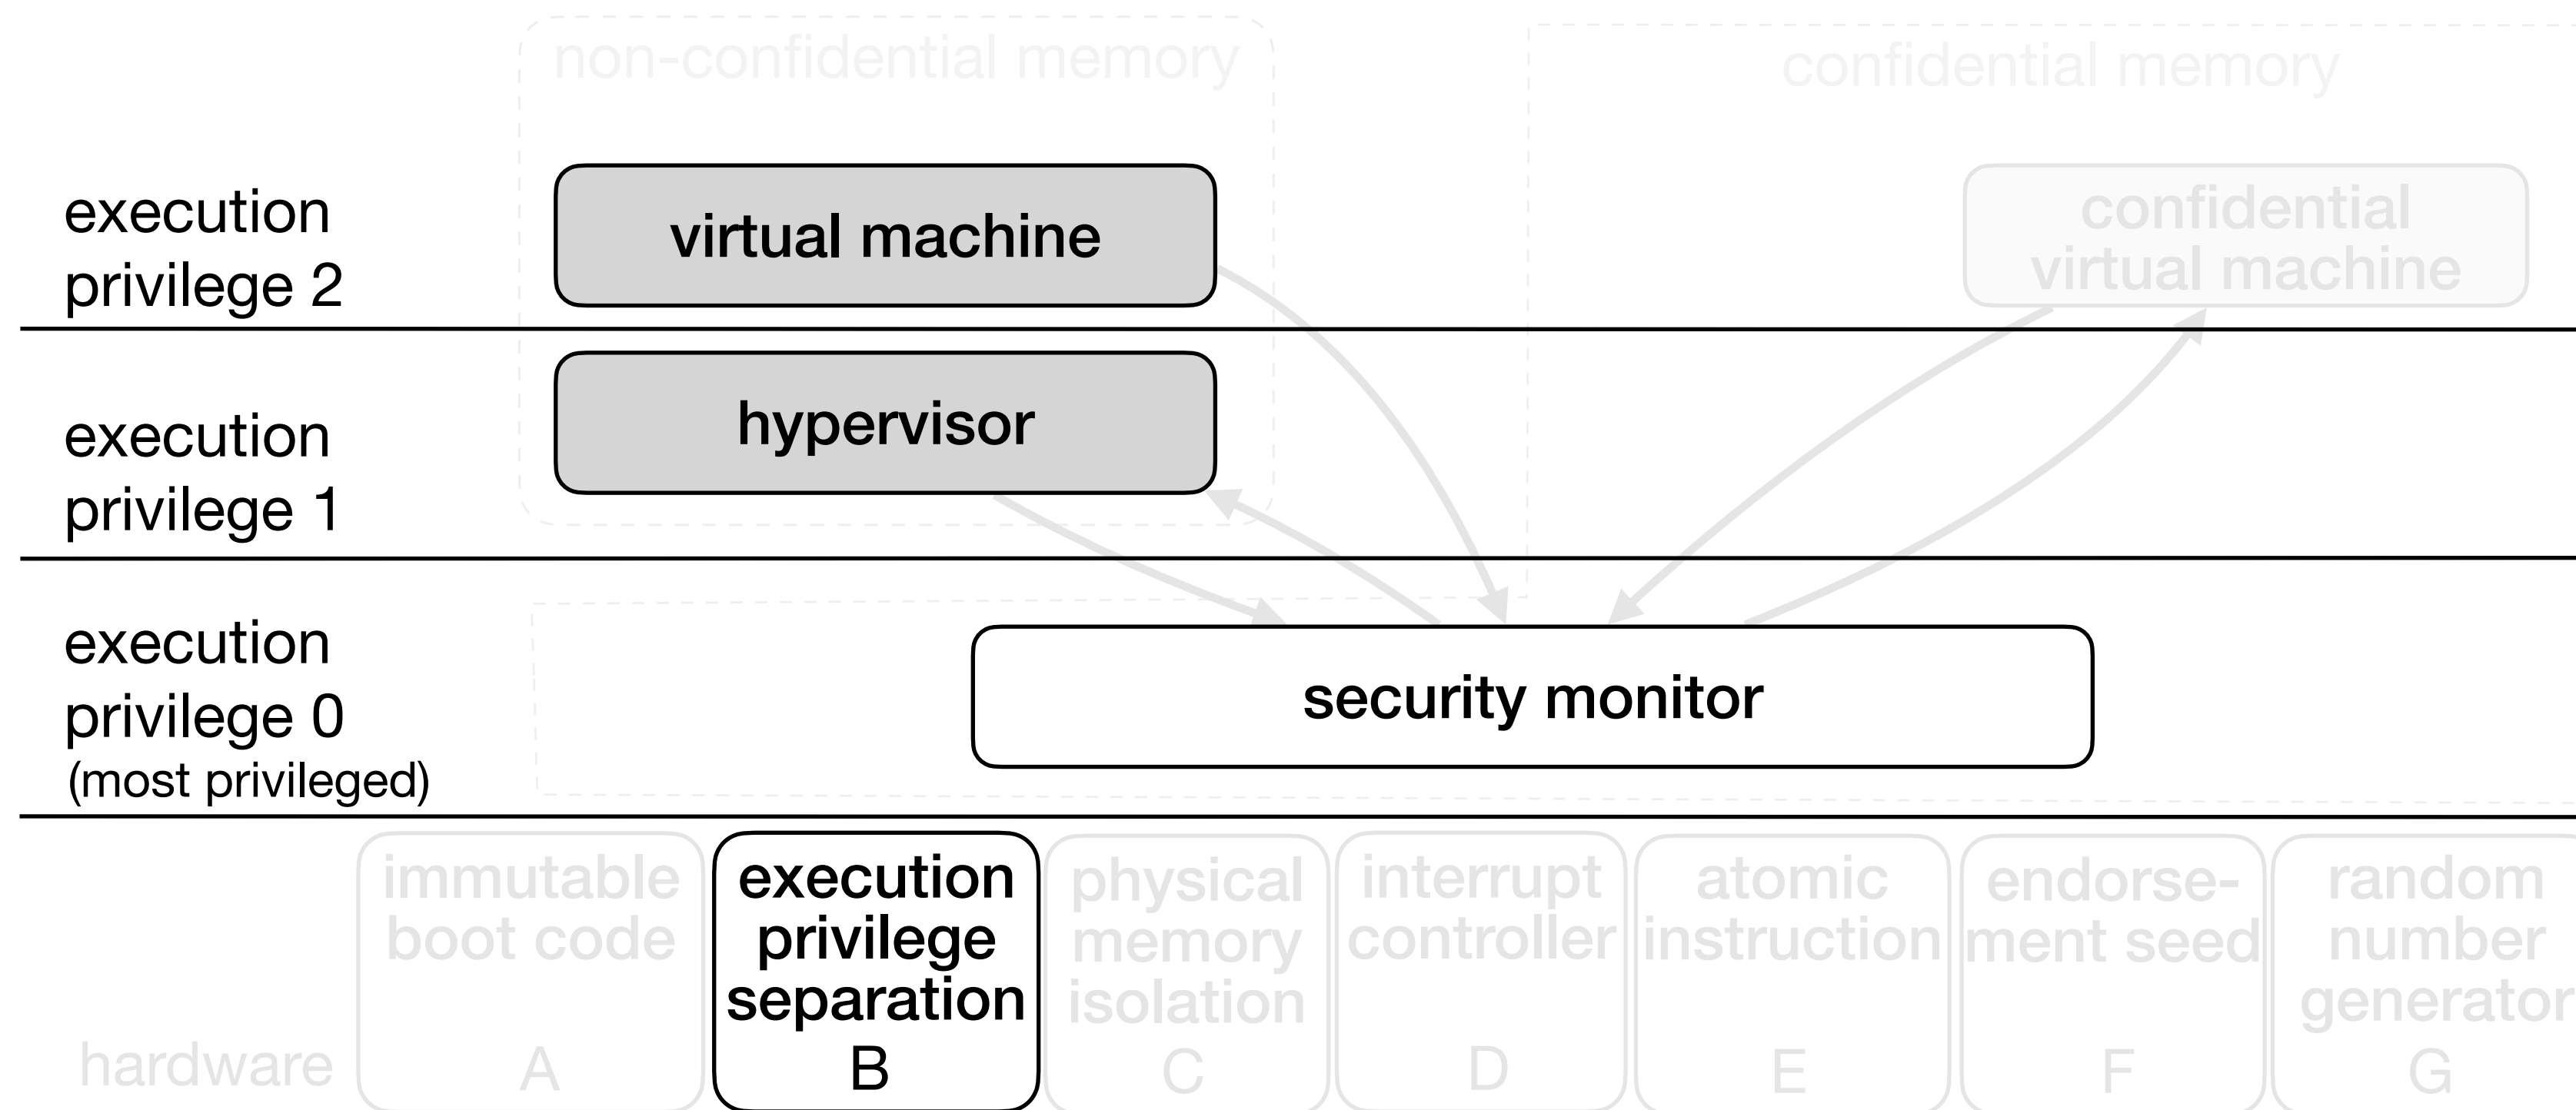 non-confidential memory
confidential memory
execution
privilege 2
virtual machine
confidential
virtual machine
execution
privilege 1
hypervisor
execution
privilege 0
(most privileged)
security monitor
hardware
immutable
boot code
A
execution
privilege
separation
B
physical
memory
isolation
C
interrupt
controller
D
atomic
instruction
E
endorse-
ment seed
F
random
number
generator
G